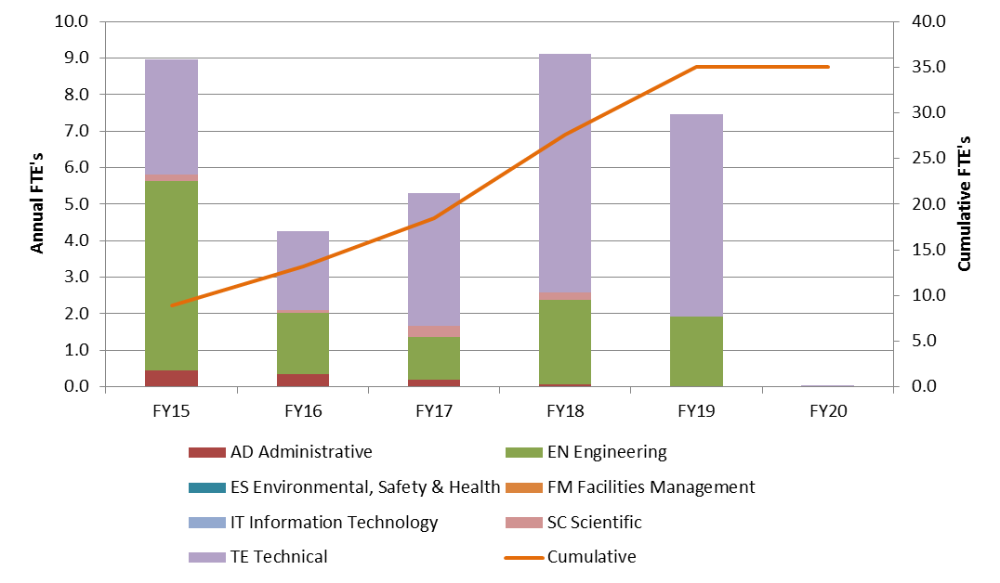 10.0
9.0
8.0
7.0
6.0
5.0
4.0
3.0
2.0
1.0
0.0
Annual FTE's
40.0
35.0
30.0
25.0
20.0
15.0
10.0
5.0
0.0
Cumulative FTE's
FY15 FY16 FY17 FY18 FY19 FY20
AD Administrative EN Engineering
ES Environmental, Safety & Health FM Facilities Management
IT Information Technology SC Scientific
TE Technical Cumulative